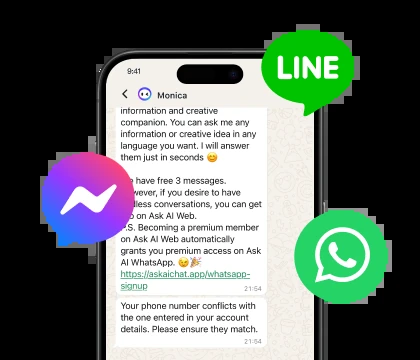 LINE
9:41
Monica
information and creative
companion. You can ask me any
information or creative idea in any
language you want. I will answer
them just in seconds 😊
have free 3 messages.
wever, if you desire to have
dless conversations, you can get
on Ask AI Web.
.S. Becoming a premium member
on Ask AI Web automatically
grants you premium access on Ask
AI WhatsApp. 😉🎉
https://askaichat.app/whatsapp-
signup
21:54
Your phone number conflicts with
the one entered in your account
details. Please ensure they match.
21:54